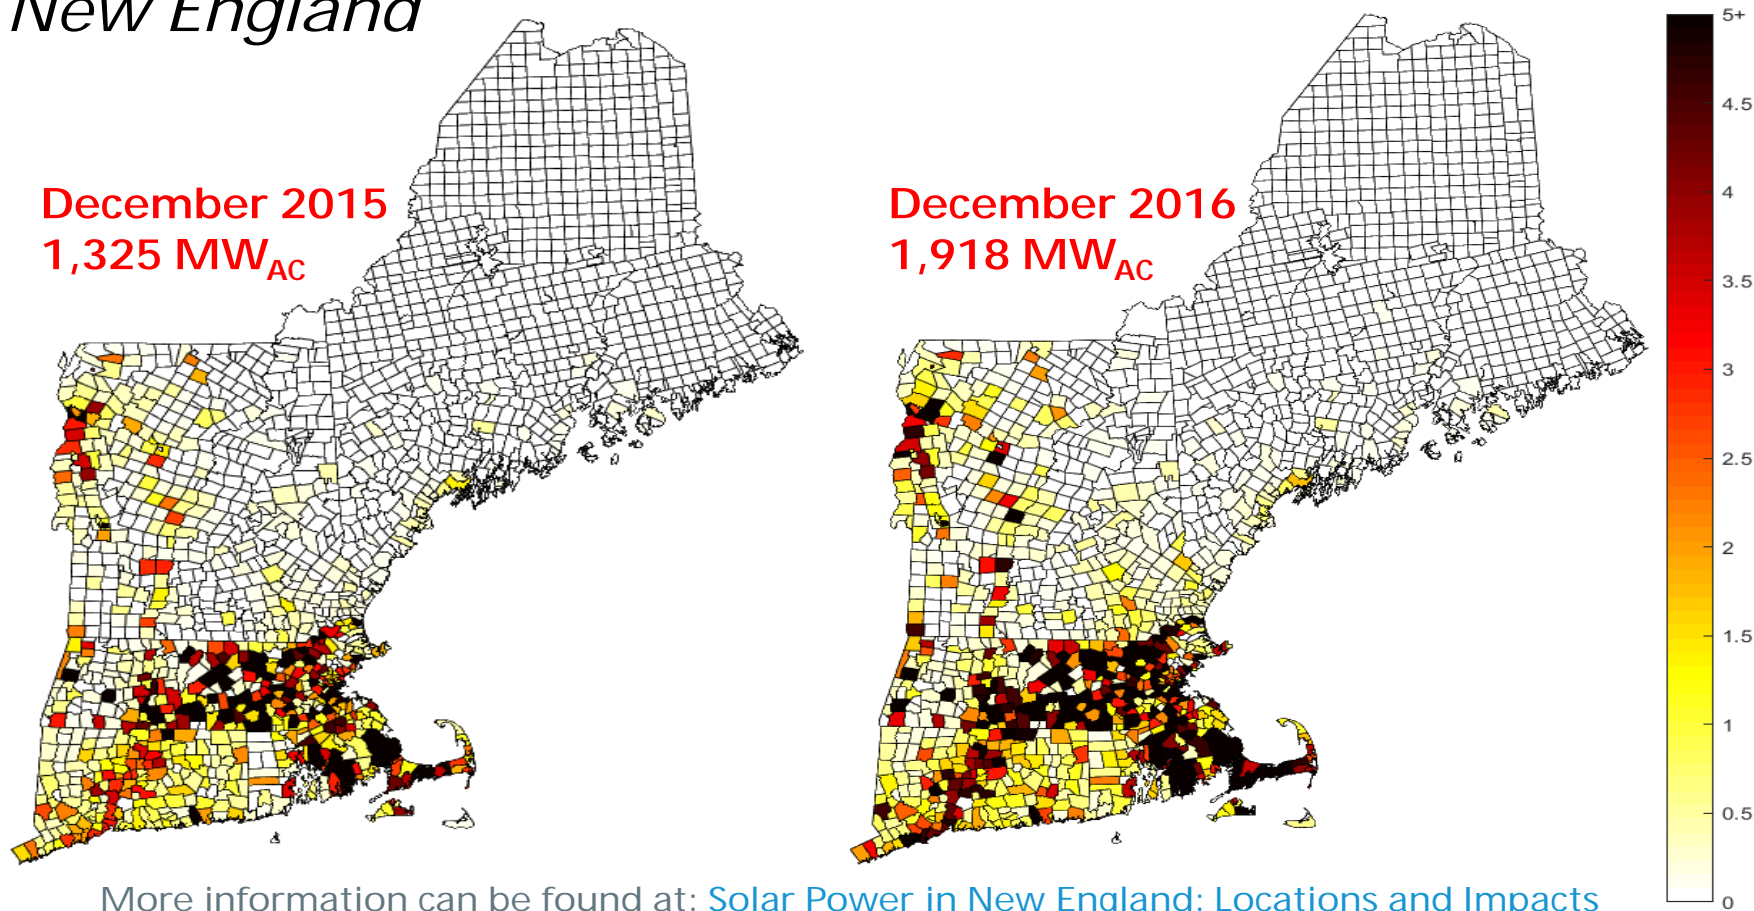 New England
December 2015
1,325 MWAC
December 2016
1,918 MWAC
5+
4.5
4
3.5
3
2.5
2
1.5
1
0.5
0
More information can be found at: Solar Power in New England: Locations and Impacts